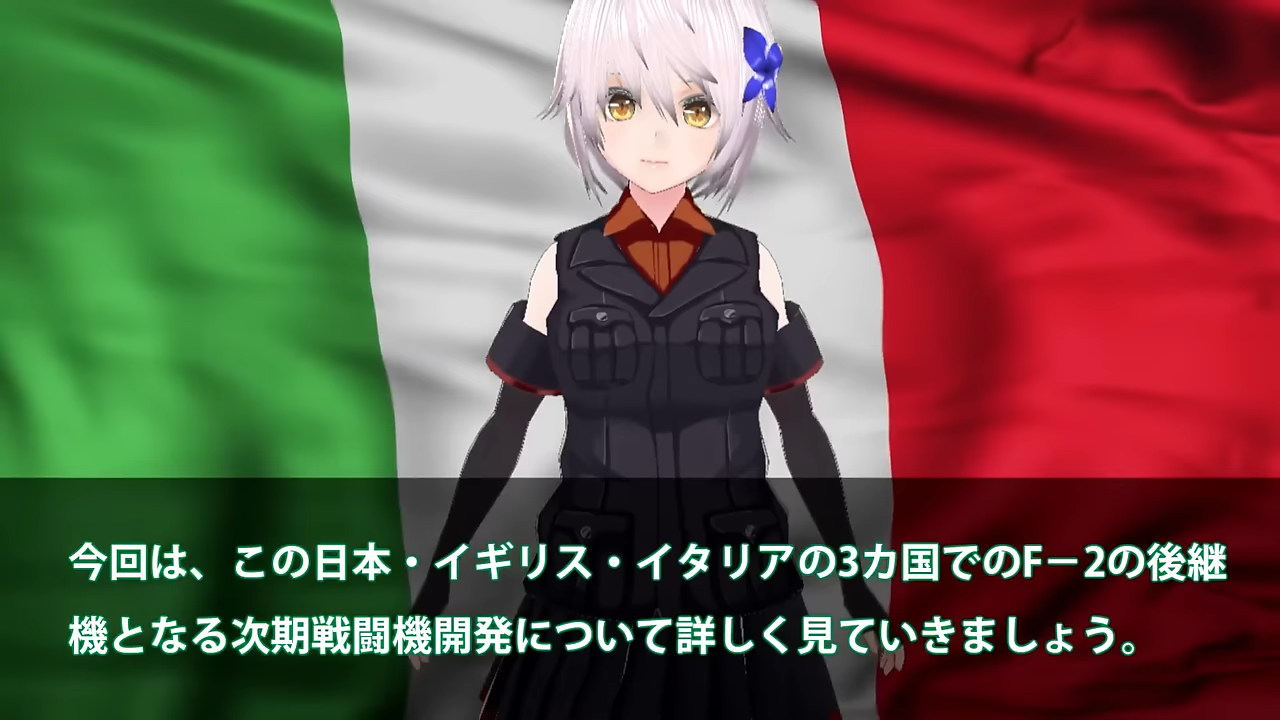 今回は、この日本・イギリス・イタリアの3カ国でのF－2の後継
機となる次期戦闘機開発について詳しく見ていきましょう。